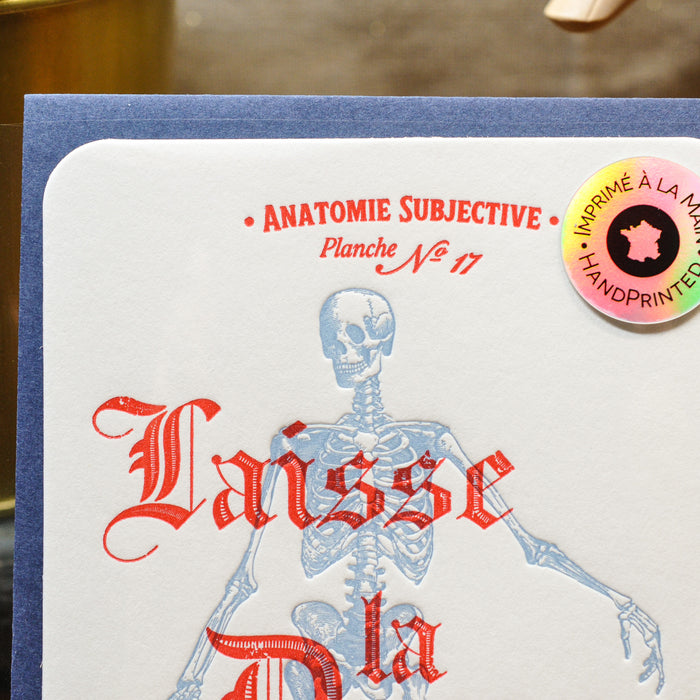 • ANATOMIE SUBJECTIVE •
Planche No 17
• IMPRIMÉ À LA MAIN •
HANDPRINTED
Laisse
la